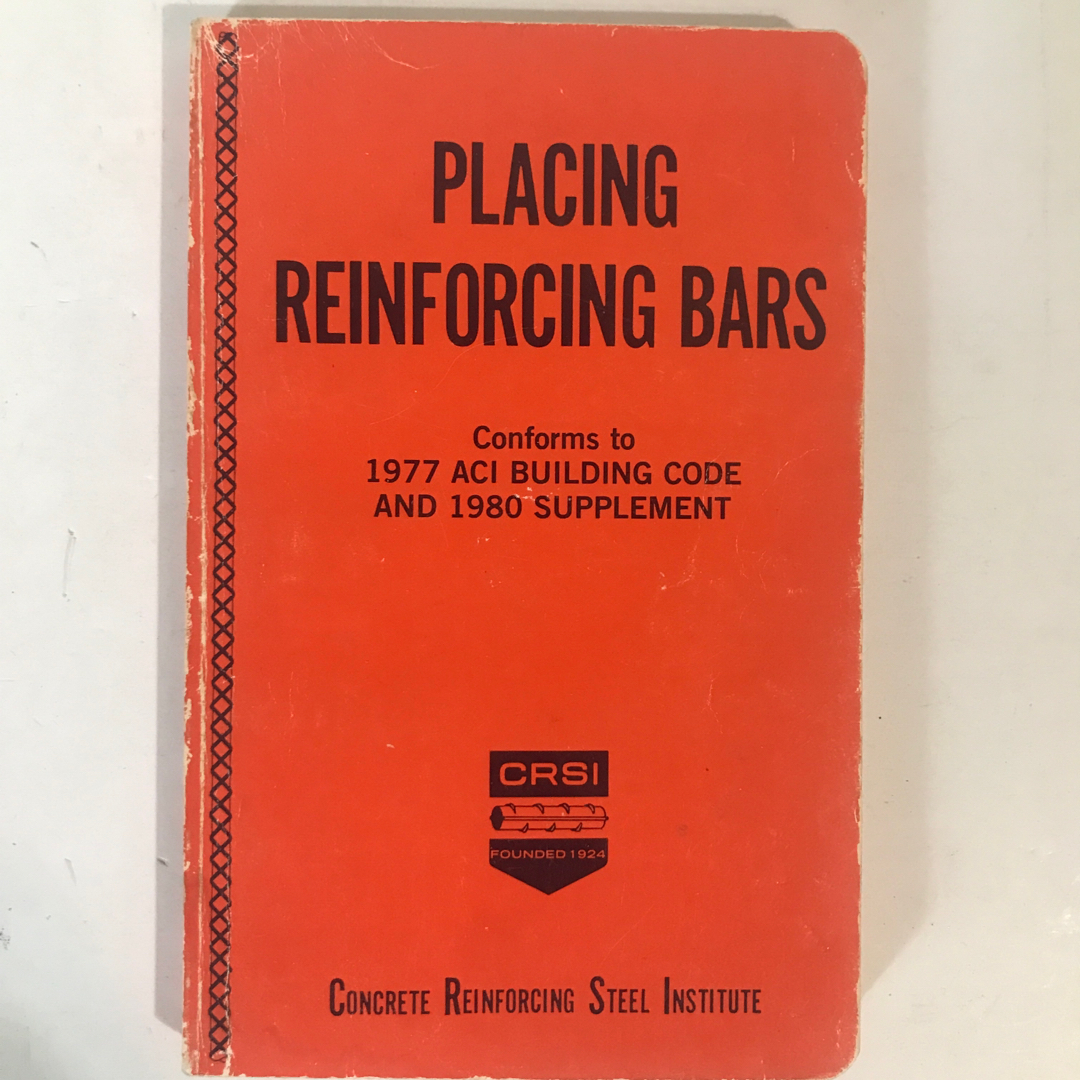 PLACING
REINFORCING BARS
Conforms to
1977 ACI BUILDING CODE
AND 1980 SUPPLEMENT
CRSI
FOUNDED 1924
CONCRETE REINFORCING STEEL INSTITUTE